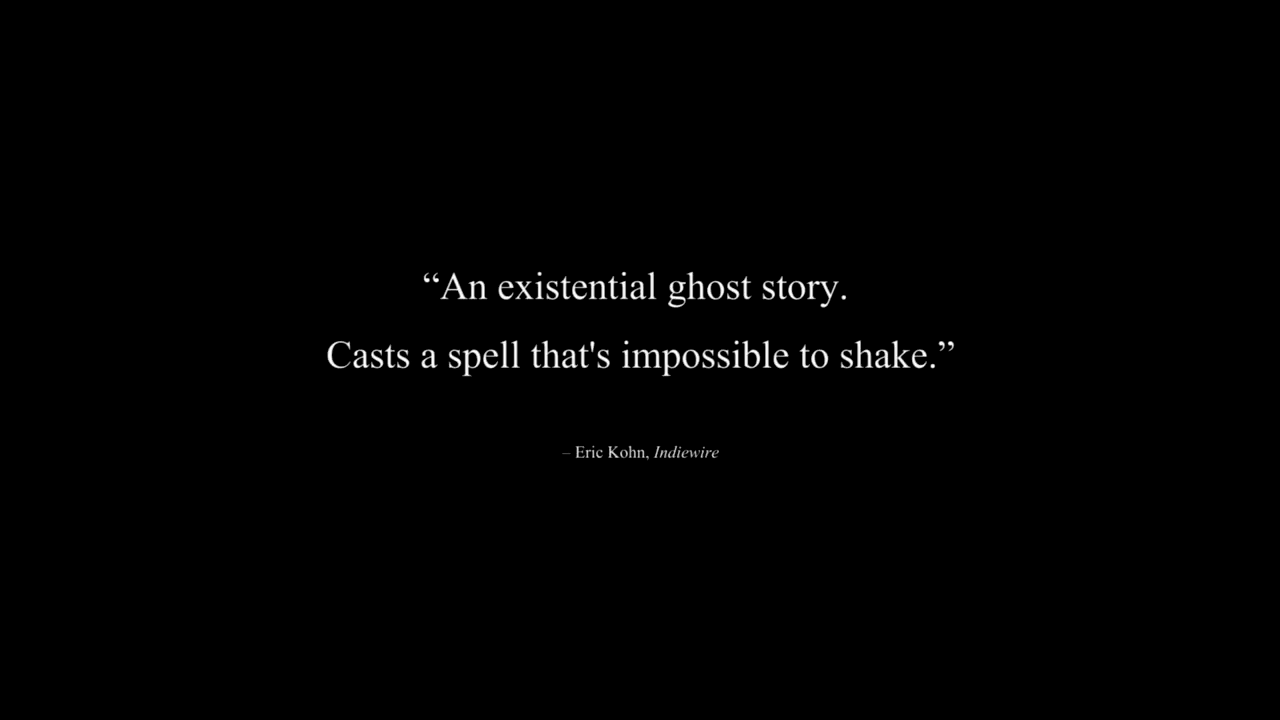 “An existential ghost story.
Casts a spell that's impossible to shake.”
– Eric Kohn, Indiewire